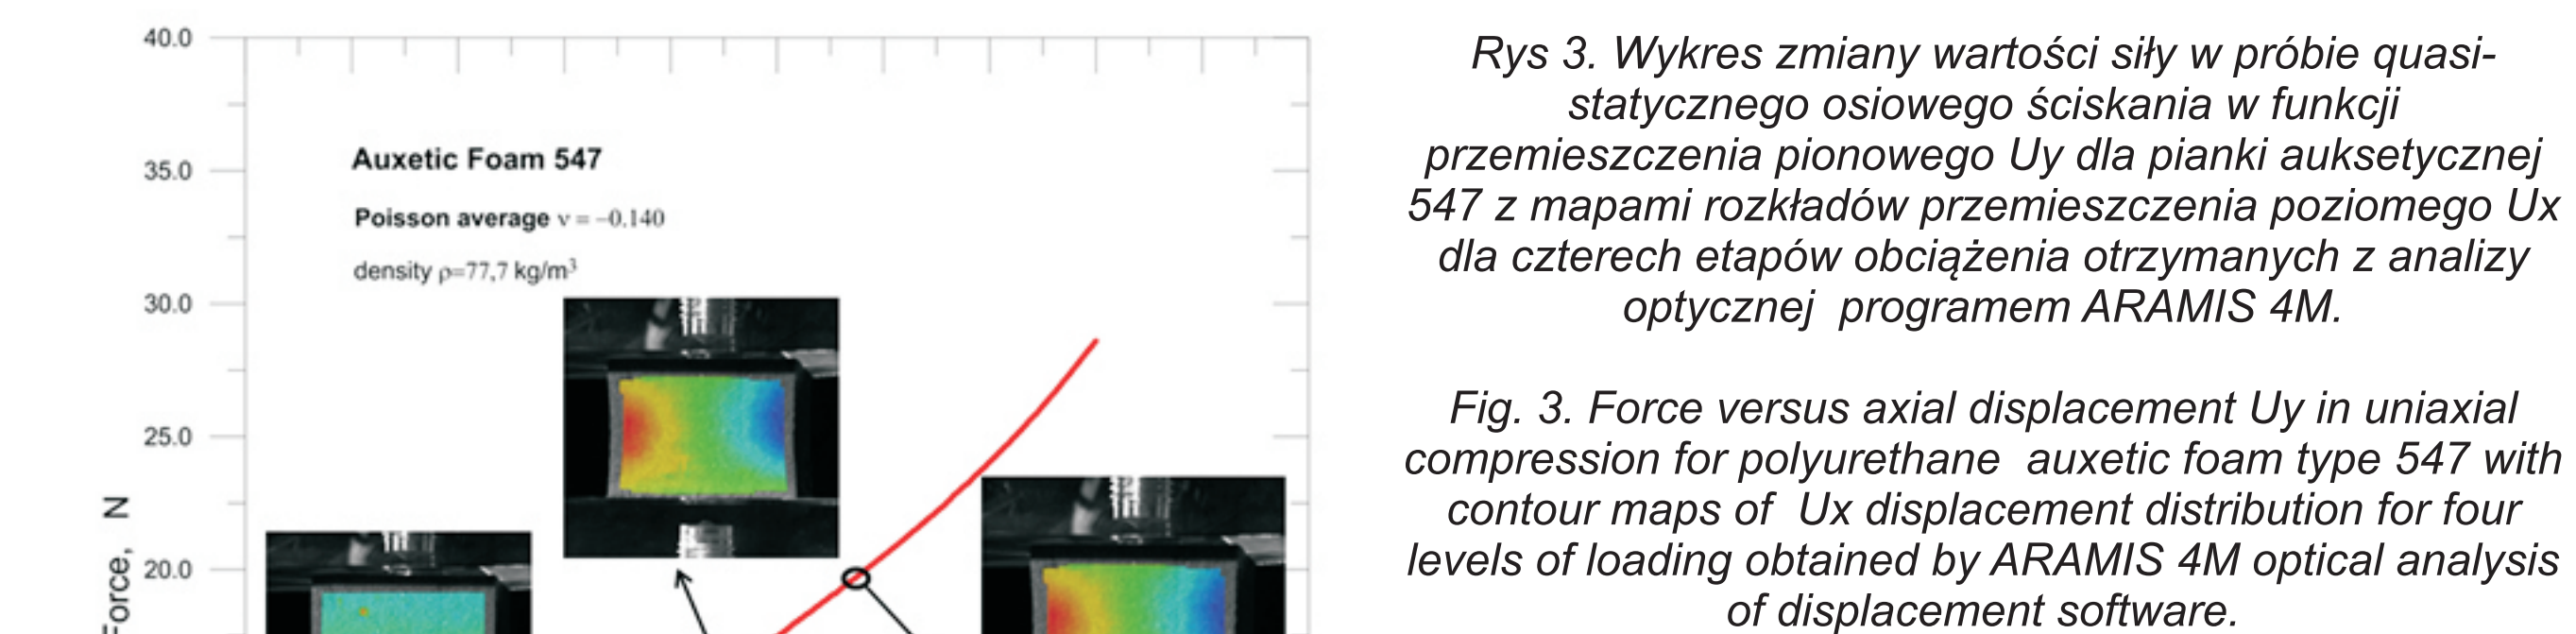 40.0
35.0
30.0
25.0
20.0
Force, N
Auxetic Foam 547
Poisson average ν = −0.140
density ρ=77,7 kg/m³
Rys 3. Wykres zmiany wartości siły w próbie quasi-
statycznego osiowego ściskania w funkcji
przemieszczenia pionowego Uy dla pianki auksetycznej
547 z mapami rozkładów przemieszczenia poziomego Ux
dla czterech etapów obciążenia otrzymanych z analizy
optycznej programem ARAMIS 4M.
Fig. 3. Force versus axial displacement Uy in uniaxial
compression for polyurethane auxetic foam type 547 with
contour maps of Ux displacement distribution for four
levels of loading obtained by ARAMIS 4M optical analysis
of displacement software.